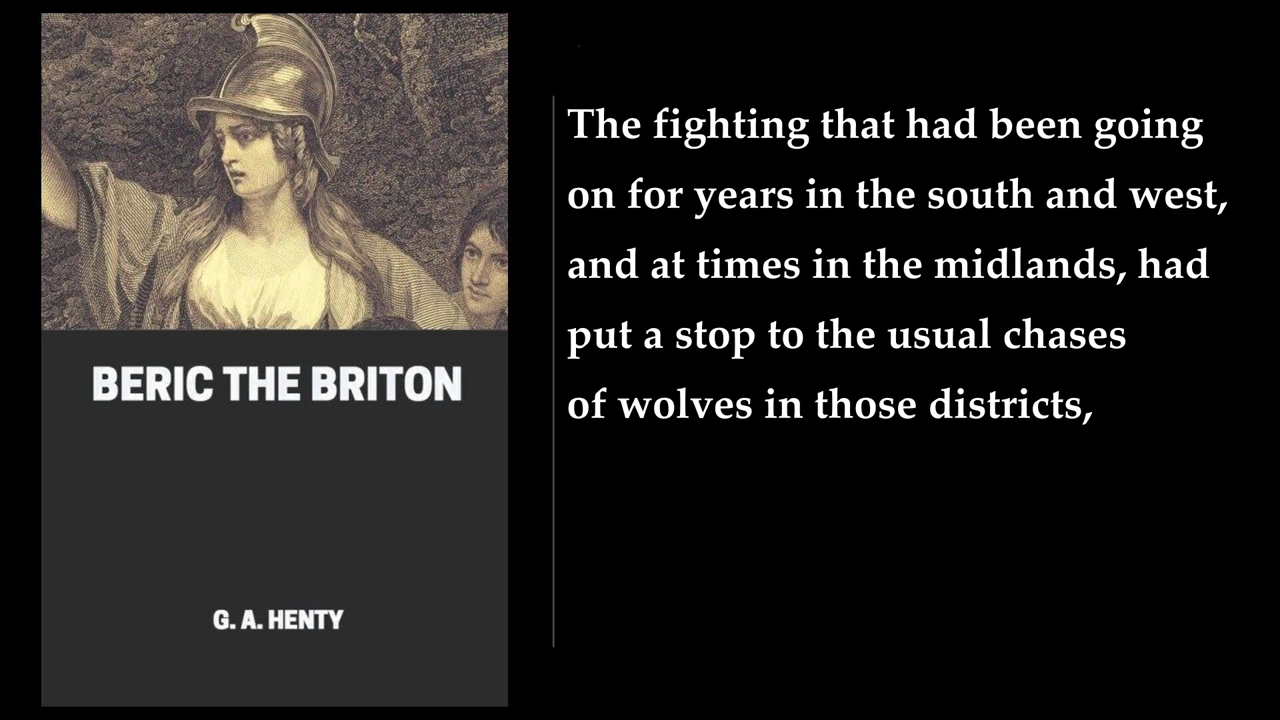 BERIC THE BRITON
G. A. HENTY
The fighting that had been going
on for years in the south and west,
and at times in the midlands, had
put a stop to the usual chases
of wolves in those districts,